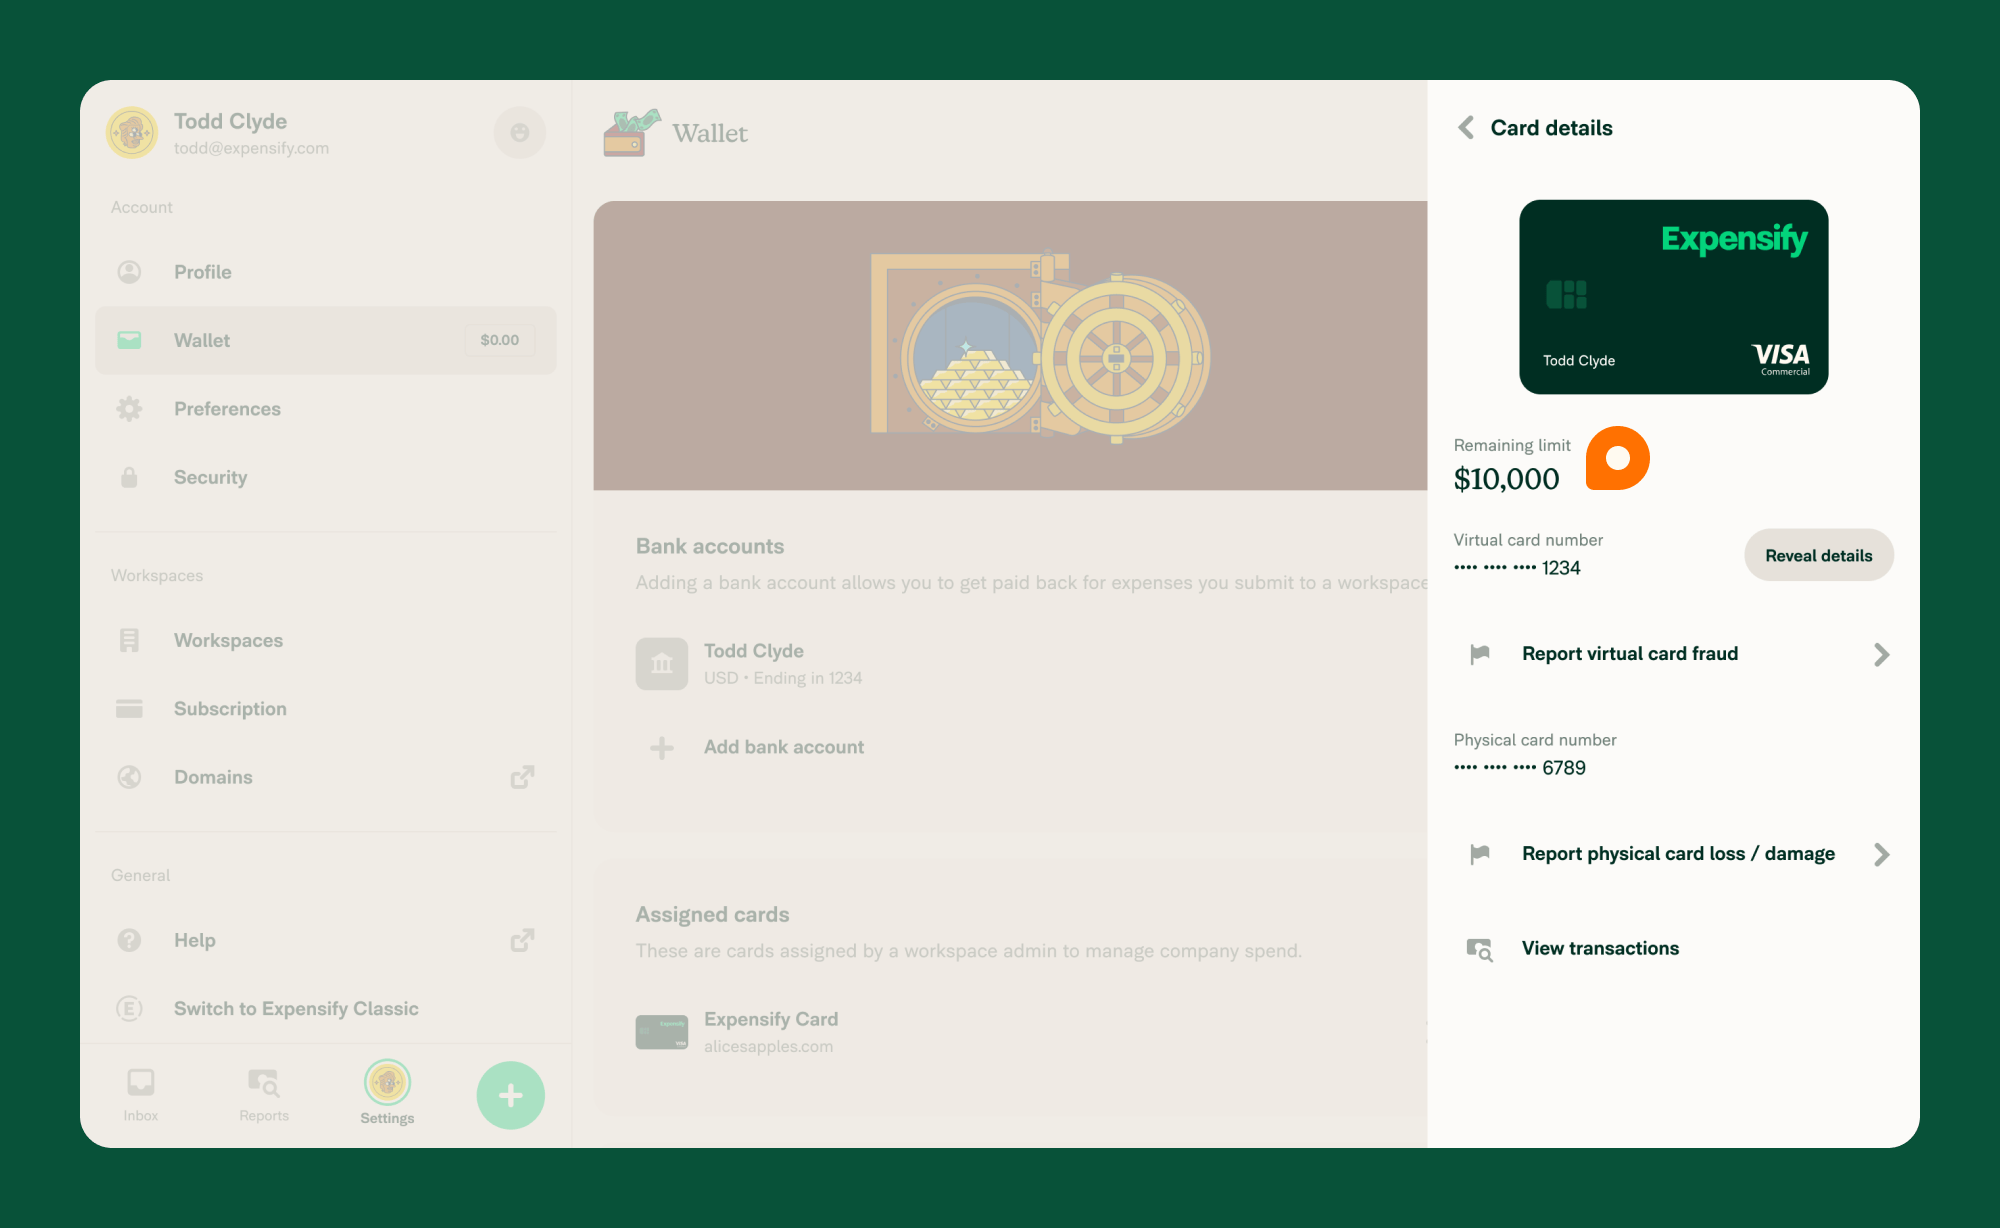 Todd Clyde
todd@expensify.com
Account
Profile
Wallet
$0.00
Preferences
Security
Workspaces
Workspaces
Subscription
Domains
General
Help
Switch to Expensify Classic
Inbox
Reports
Settings
Wallet
Bank accounts
Adding a bank account allows you to get paid back for expenses you submit to a workspace
Todd Clyde
USD • Ending in 1234
Add bank account
Assigned cards
These are cards assigned by a workspace admin to manage company spend.
Expensify
VISA
Expensify Card
alicesapples.com
Card details
Expensify
Todd Clyde
VISA
Commercial
Remaining limit
$10,000
Virtual card number
•••• •••• •••• 1234
Reveal details
Report virtual card fraud
Physical card number
•••• •••• •••• 6789
Report physical card loss / damage
View transactions